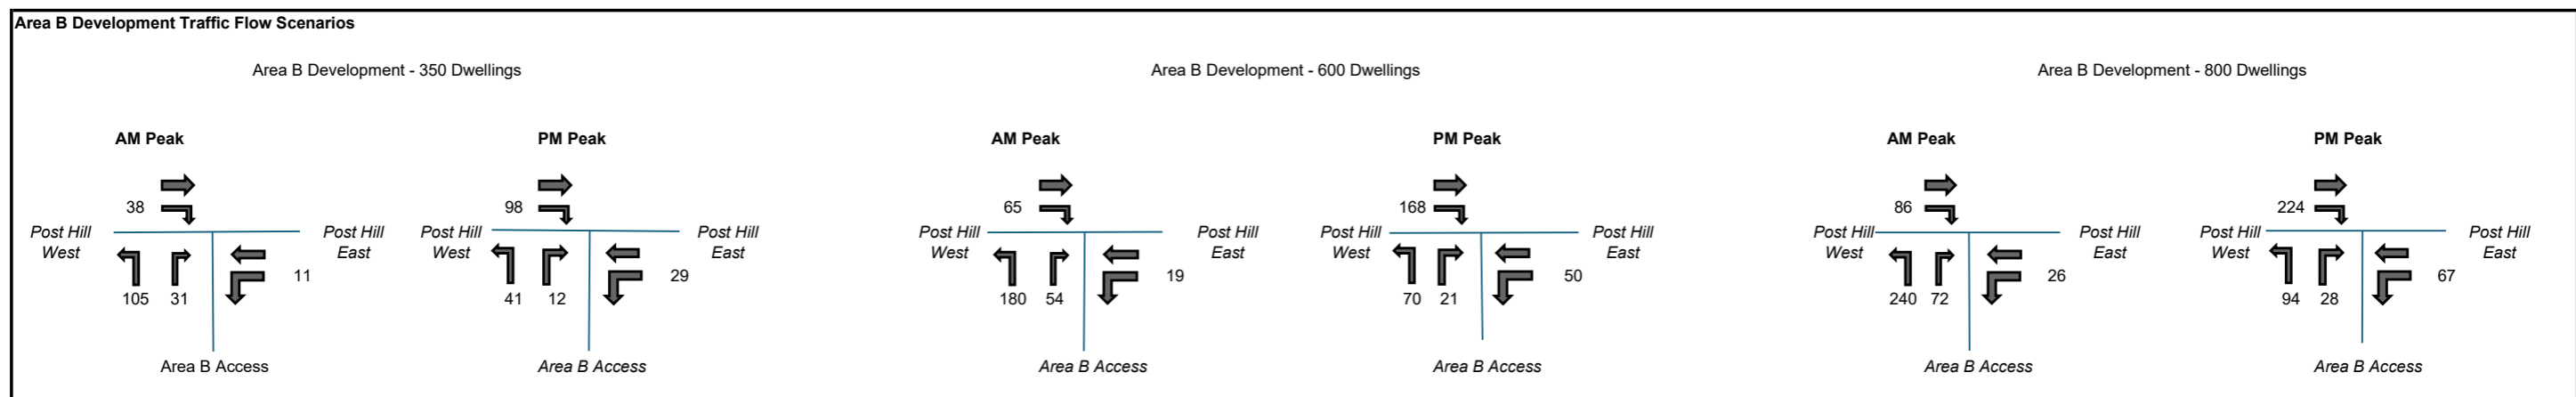 Area B Development Traffic Flow Scenarios
Area B Development - 350 Dwellings
AM Peak
38
Post Hill
West
Post Hill
East
11
105 31
Area B Access
PM Peak
98
Post Hill
West
Post Hill
East
29
41 12
Area B Access
Area B Development - 600 Dwellings
AM Peak
65
Post Hill
West
Post Hill
East
19
180 54
Area B Access
PM Peak
168
Post Hill
West
Post Hill
East
50
70 21
Area B Access
Area B Development - 800 Dwellings
AM Peak
86
Post Hill
West
Post Hill
East
26
240 72
Area B Access
PM Peak
224
Post Hill
West
Post Hill
East
67
94 28
Area B Access